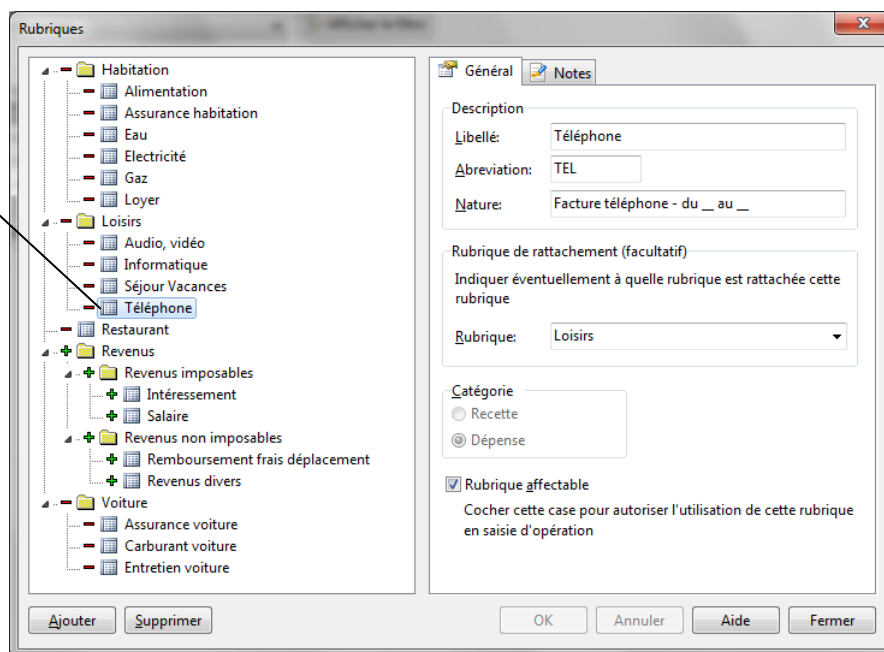 Rubriques
Afficher le filtre
Habitation
Alimentation
Assurance habitation
Eau
Electricité
Gaz
Loyer
Loisirs
Audio, vidéo
Informatique
Séjour Vacances
Téléphone
Restaurant
Revenus
Revenus imposables
Intéressement
Salaire
Revenus non imposables
Remboursement frais déplacement
Revenus divers
Voiture
Assurance voiture
Carburant voiture
Entretien voiture
Ajouter Supprimer
Général Notes
Description
Libellé: Téléphone
Abreviation: TEL
Nature: Facture téléphone - du __ au __
Rubrique de rattachement (facultatif)
Indiquer éventuellement à quelle rubrique est rattachée cette
rubrique
Rubrique: Loisirs
Catégorie
Recette
Dépense
Rubrique affectable
Cocher cette case pour autoriser l'utilisation de cette rubrique
en saisie d'opération
OK Annuler Aide Fermer